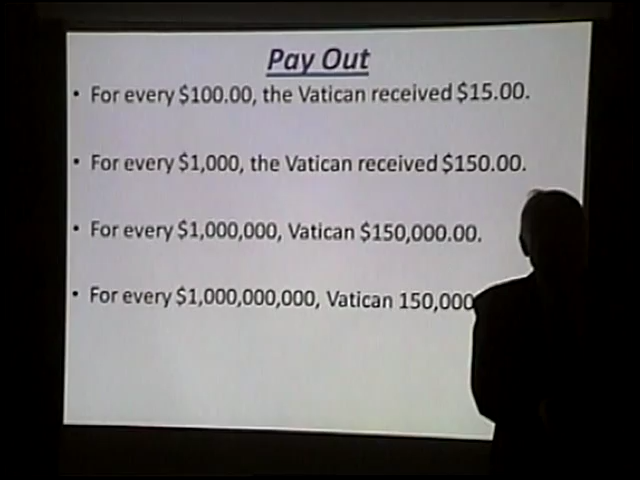 Pay Out
• For every $100.00, the Vatican received $15.00.
• For every $1,000, the Vatican received $150.00.
• For every $1,000,000, Vatican $150,000.00.
• For every $1,000,000,000, Vatican 150,000